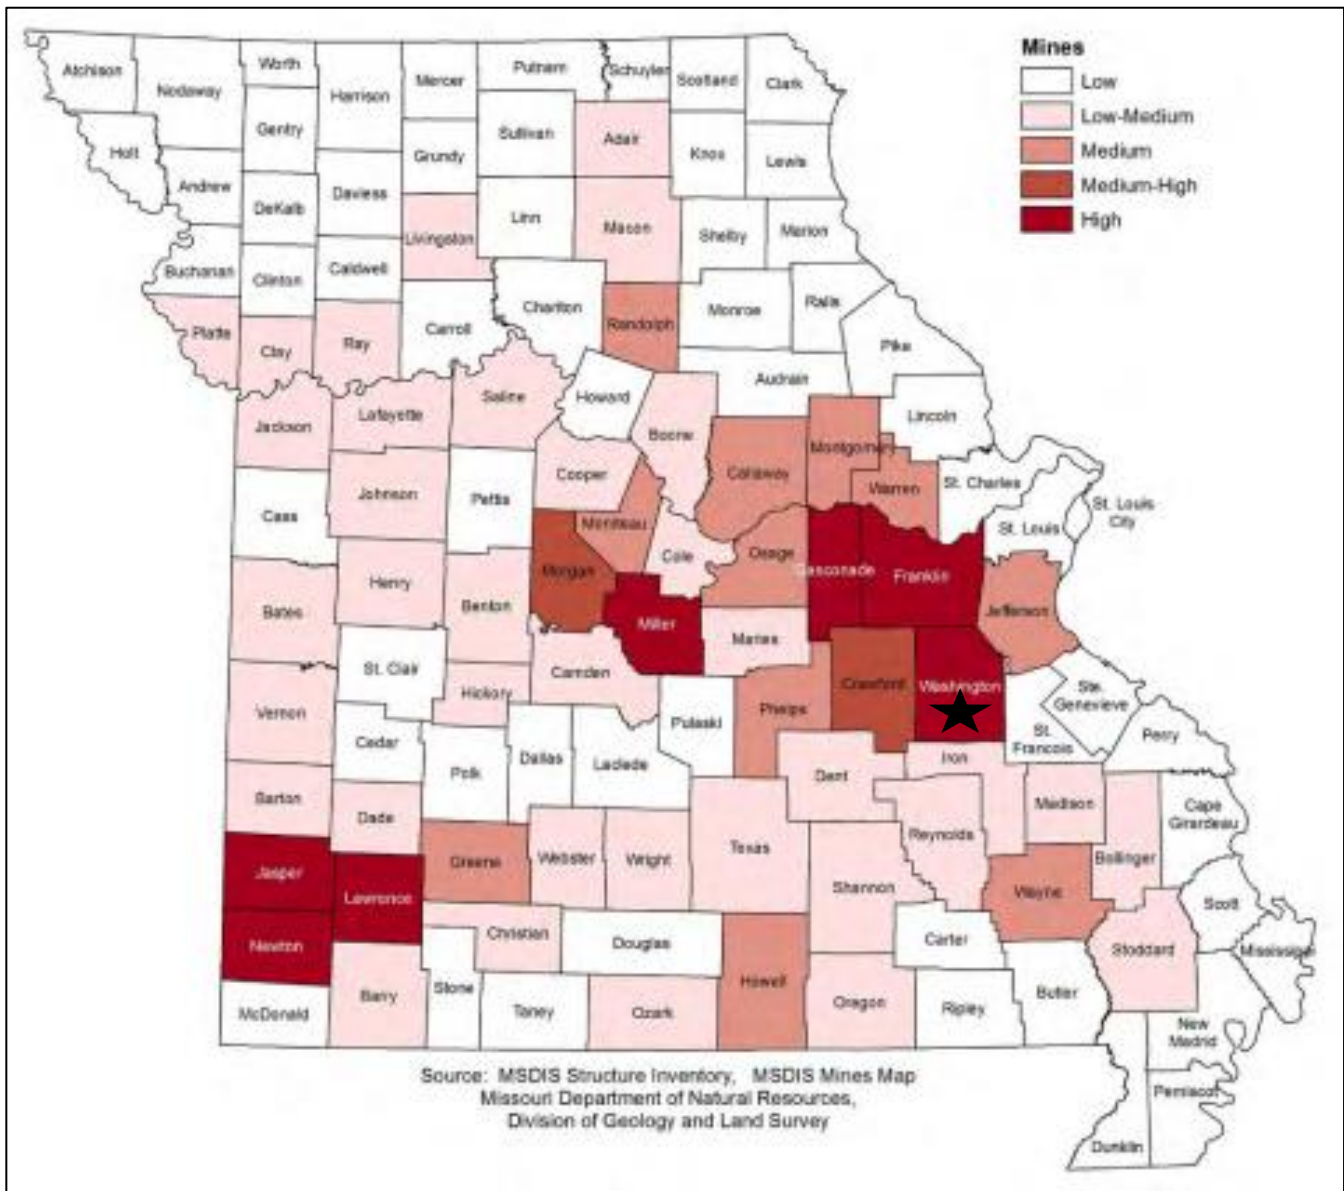 Mines
Low
Low-Medium
Medium
Medium-High
High
Atchison
Nodaway
Worth
Harrison
Mercer
Putnam
Schuyler
Scotland
Clark
Gentry
Sullivan
Adair
Knox
Lewis
Holt
Andrew
DeKalb
Daviess
Grundy
Linn
Macon
Shelby
Marion
Livingston
Buchanan
Clinton
Caldwell
Chariton
Randolph
Monroe
Ralls
Platte
Clay
Ray
Carroll
Pike
Audrain
Saline
Howard
Lincoln
Jackson
Lafayette
Boone
Montgomery
Cooper
Callaway
Warren
St. Charles
Johnson
Pettis
Cass
Moniteau
St. Louis
City
St. Louis
Cole
Osage
Gasconade
Franklin
Morgan
Henry
Bates
Benton
Miller
Maries
Jefferson
St. Clair
Camden
Hickory
Vernon
Phelps
Crawford
Washington
Ste.
Genevieve
Pulaski
St.
Francois
Perry
Cedar
Polk
Dallas
Laclede
Dent
Iron
Barton
Dade
Madison
Cape
Girardeau
Reynolds
Texas
Webster
Wright
Greene
Bollinger
Jasper
Lawrence
Shannon
Wayne
Scott
Newton
Christian
Douglas
Carter
Stoddard
Mississippi
McDonald
Barry
Stone
Taney
Ozark
Howell
Oregon
Ripley
Butler
New
Madrid
Pemiscot
Dunklin
Source: MSDIS Structure Inventory, MSDIS Mines Map
Missouri Department of Natural Resources,
Division of Geology and Land Survey